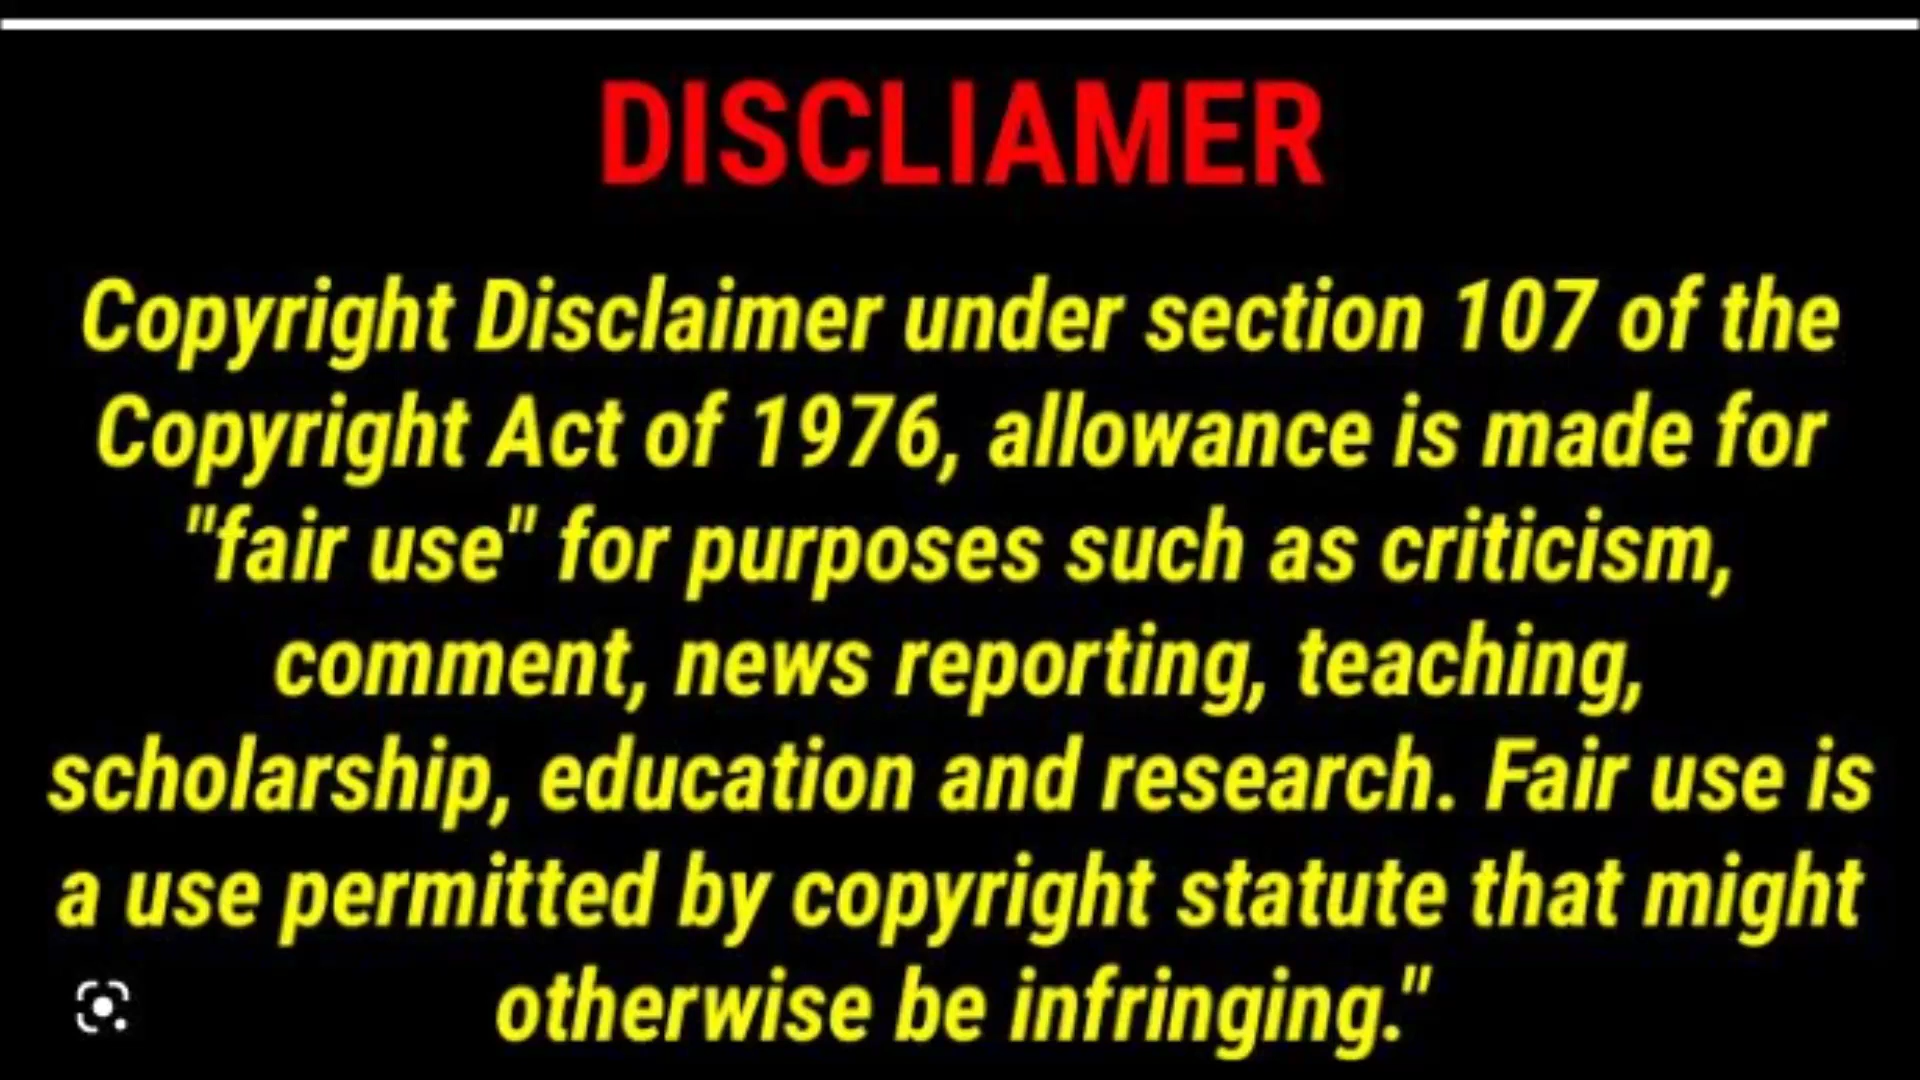 DISCLIAMER
Copyright Disclaimer under section 107 of the
Copyright Act of 1976, allowance is made for
"fair use" for purposes such as criticism,
comment, news reporting, teaching,
scholarship, education and research. Fair use is
a use permitted by copyright statute that might
otherwise be infringing."